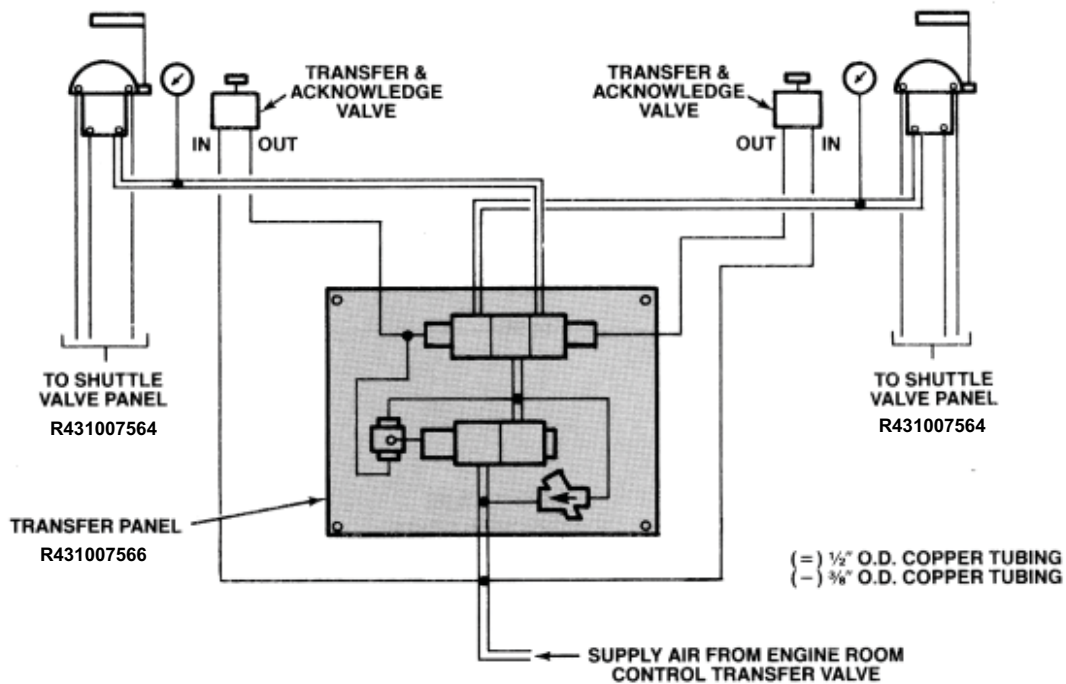 TRANSFER &
ACKNOWLEDGE
VALVE
IN
OUT
TRANSFER &
ACKNOWLEDGE
VALVE
OUT
IN
TO SHUTTLE
VALVE PANEL
R431007564
TO SHUTTLE
VALVE PANEL
R431007564
TRANSFER PANEL
R431007566
(=) ½" O.D. COPPER TUBING
(−) ⅜" O.D. COPPER TUBING
SUPPLY AIR FROM ENGINE ROOM
CONTROL TRANSFER VALVE